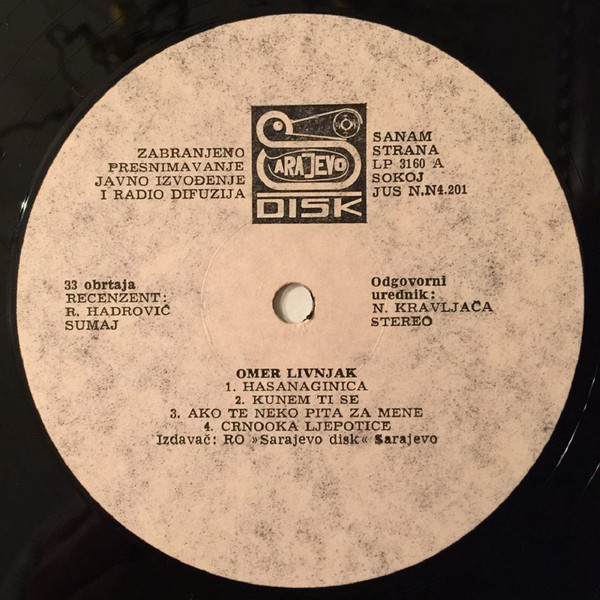 ZABRANJENO
PRESNIMAVANJE
JAVNO IZVOĐENJE
I RADIO DIFUZIJA
SARAJEVO
DISK
SANAM
STRANA
LP 3160 A
SOKOJ
JUS N.N4.201
33 obrtaja
RECENZENT:
R. HADROVIĆ
SUMAJ
Odgovorni
urednik:
N. KRAVLJAČA
STEREO
OMER LIVNJAK
1. HASANAGINICA
2. KUNEM TI SE
3. AKO TE NEKO PITA ZA MENE
4. CRNOOKA LJEPOTICE
Izdavač: RO »Sarajevo disk« Sarajevo